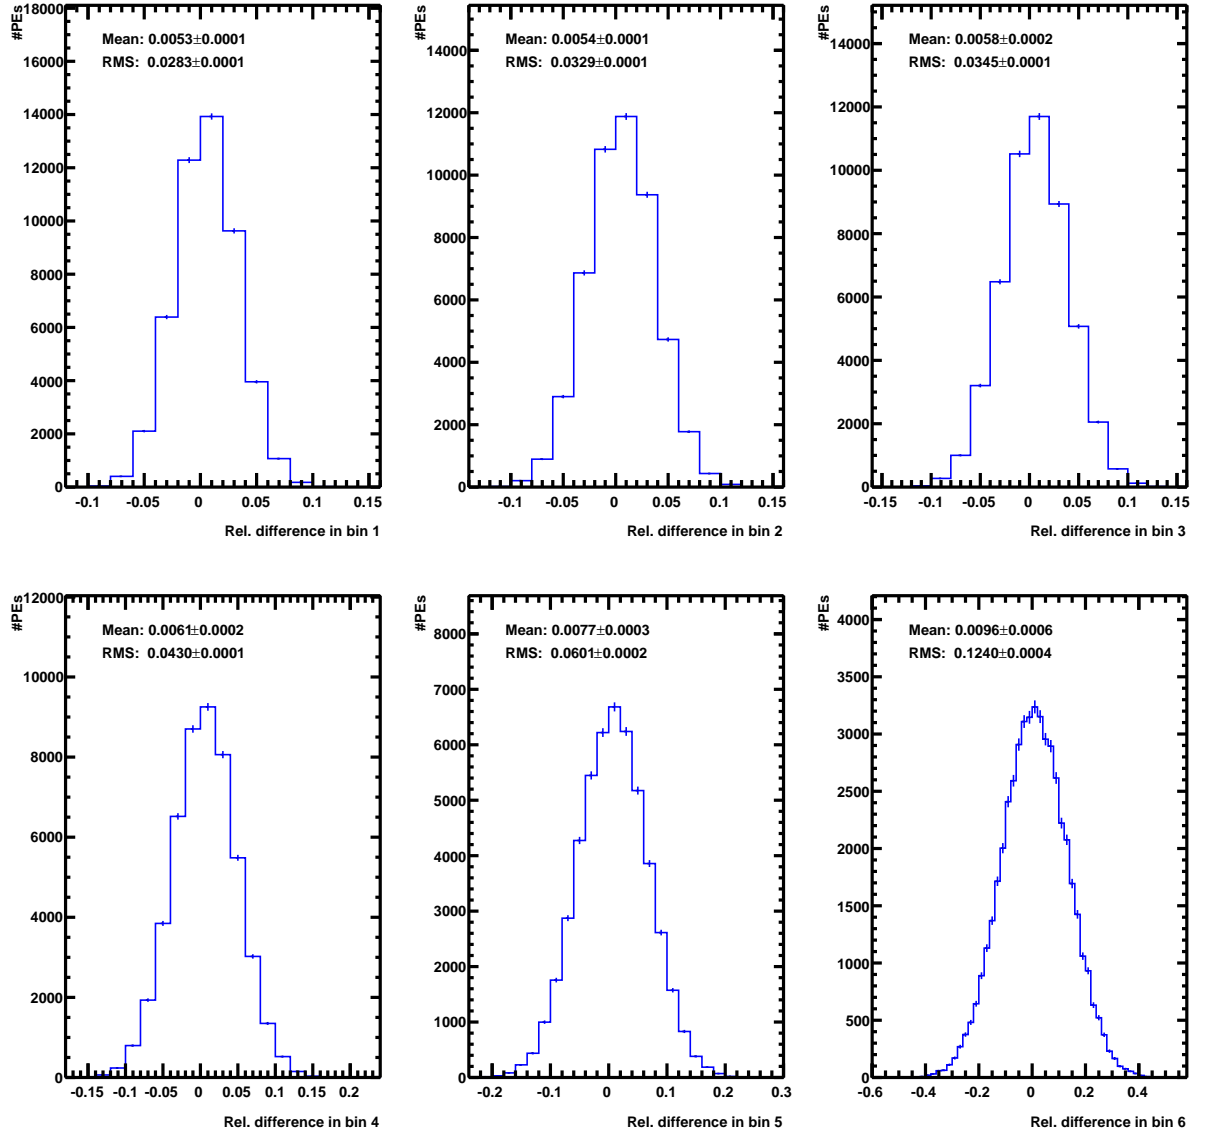 #PEs
18000
16000
14000
12000
10000
8000
6000
4000
2000
0
Mean: 0.0053±0.0001
RMS: 0.0283±0.0001
-0.1 -0.05 0 0.05 0.1 0.15
Rel. difference in bin 1
#PEs
14000
12000
10000
8000
6000
4000
2000
0
Mean: 0.0054±0.0001
RMS: 0.0329±0.0001
-0.1 -0.05 0 0.05 0.1 0.15
Rel. difference in bin 2
#PEs
14000
12000
10000
8000
6000
4000
2000
0
Mean: 0.0058±0.0002
RMS: 0.0345±0.0001
-0.15 -0.1 -0.05 0 0.05 0.1 0.15
Rel. difference in bin 3
#PEs
12000
10000
8000
6000
4000
2000
0
Mean: 0.0061±0.0002
RMS: 0.0430±0.0001
-0.15 -0.1 -0.05 0 0.05 0.1 0.15 0.2
Rel. difference in bin 4
#PEs
8000
7000
6000
5000
4000
3000
2000
1000
0
Mean: 0.0077±0.0003
RMS: 0.0601±0.0002
-0.2 -0.1 0 0.1 0.2 0.3
Rel. difference in bin 5
#PEs
4000
3500
3000
2500
2000
1500
1000
500
0
Mean: 0.0096±0.0006
RMS: 0.1240±0.0004
-0.6 -0.4 -0.2 0 0.2 0.4
Rel. difference in bin 6